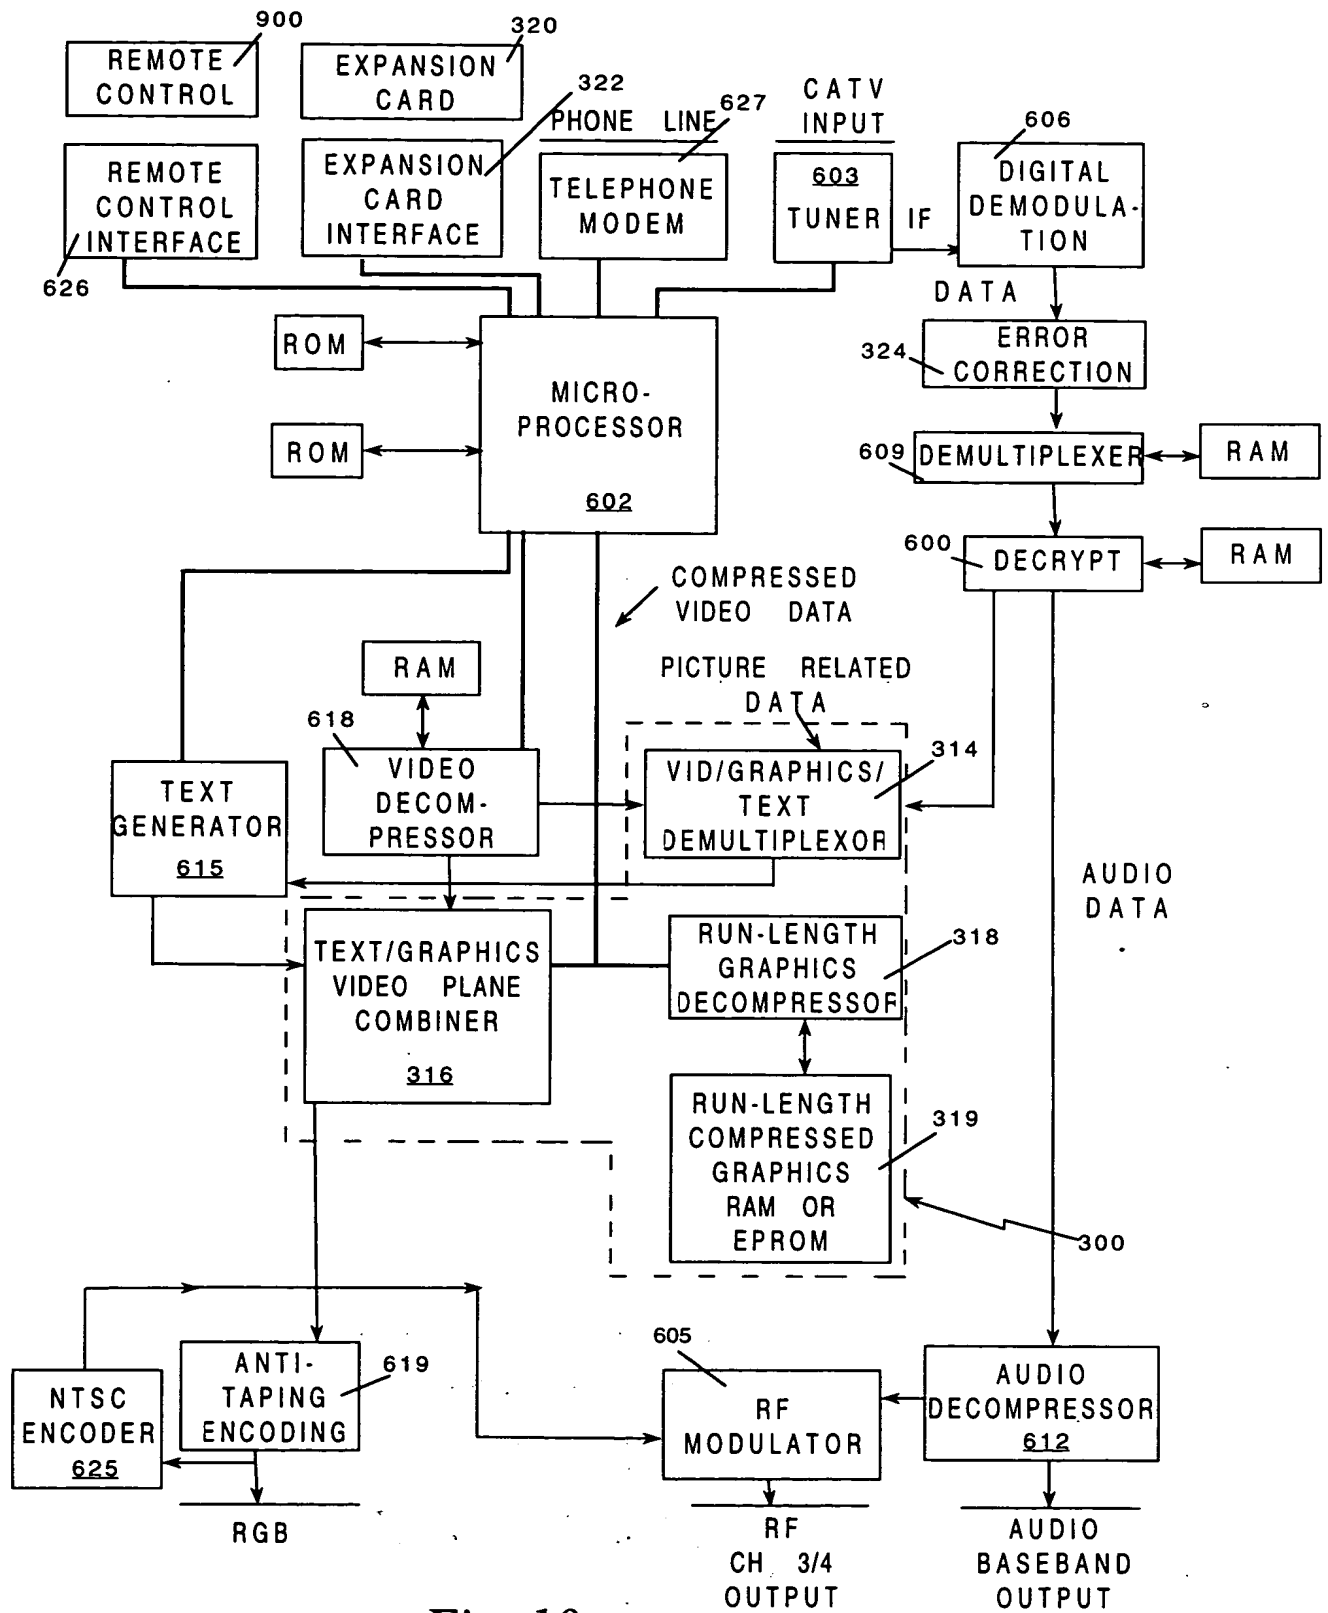 900
REMOTE
CONTROL
320
EXPANSION
CARD
322
PHONE LINE
627
CATV
INPUT
606
REMOTE
CONTROL
INTERFACE
626
EXPANSION
CARD
INTERFACE
TELEPHONE
MODEM
603
TUNER
IF
DIGITAL
DEMODULA-
TION
DATA
ROM
ROM
MICRO-
PROCESSOR
602
324
ERROR
CORRECTION
609
DEMULTIPLEXER
RAM
600
DECRYPT
RAM
COMPRESSED
VIDEO DATA
PICTURE RELATED
DATA
RAM
618
VIDEO
DECOM-
PRESSOR
VID/GRAPHICS/
TEXT
DEMULTIPLEXOR
314
TEXT
GENERATOR
615
AUDIO
DATA
TEXT/GRAPHICS
VIDEO PLANE
COMBINER
316
RUN-LENGTH
GRAPHICS
DECOMPRESSOR
318
RUN-LENGTH
COMPRESSED
GRAPHICS
RAM OR
EPROM
319
300
NTSC
ENCODER
625
ANTI-
TAPING
ENCODING
619
605
RF
MODULATOR
AUDIO
DECOMPRESSOR
612
RGB
RF
CH 3/4
OUTPUT
AUDIO
BASEBAND
OUTPUT